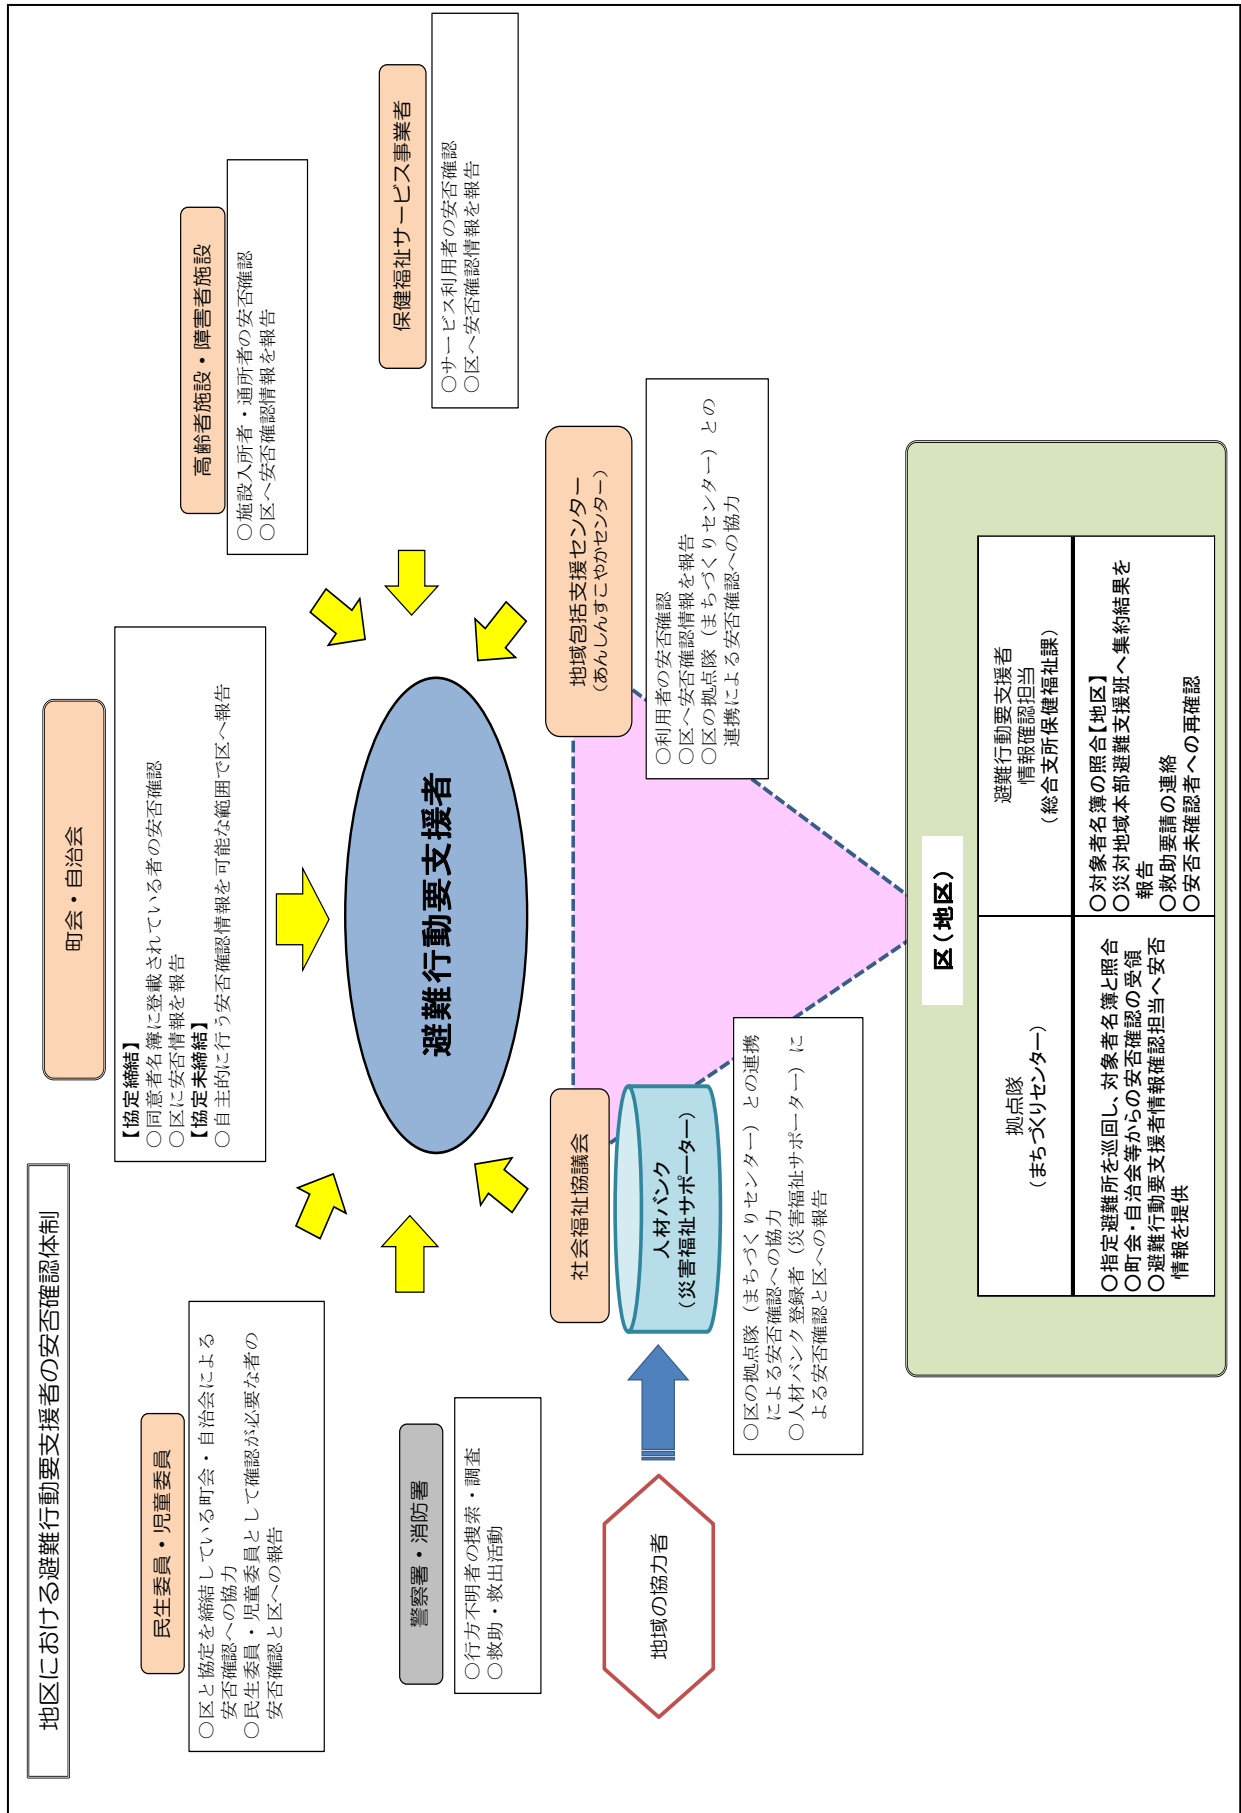 地区における避難行動要支援者の安否確認体制
町会・自治会
【協定締結】
○同意者名簿に登載されている者の安否確認
○区に安否情報を報告
【協定未締結】
○自主的に行う安否確認情報を可能な範囲で区へ報告
民生委員・児童委員
○区と協定を締結している町会・自治会による
安否確認への協力
○民生委員・児童委員として確認が必要な者の
安否確認と区への報告
高齢者施設・障害者施設
○施設入所者・通所者の安否確認
○区へ安否確認情報を報告
警察署・消防署
○行方不明者の捜索・調査
○救助・救出活動
避難行動要支援者
保健福祉サービス事業者
○サービス利用者の安否確認
○区へ安否確認情報を報告
地域の協力者
社会福祉協議会
人材バンク
（災害福祉サポーター）
○区の拠点隊（まちづくりセンター）との連携
による安否確認への協力
○人材バンク登録者（災害福祉サポーター）に
よる安否確認と区への報告
地域包括支援センター
（あんしんすこやかセンター）
○利用者の安否確認
○区へ安否確認情報を報告
○区の拠点隊（まちづくりセンター）との
連携による安否確認への協力
区（地区）
拠点隊
（まちづくりセンター）
○指定避難所を巡回し、対象者名簿と照合
○町会・自治会等からの安否確認の受領
○避難行動要支援者情報確認担当へ安否
情報を提供
避難行動要支援者
情報確認担当
（総合支所保健福祉課）
○対象者名簿の照合【地区】
○災対地域本部避難支援班へ集約結果を
報告
○救助要請の連絡
○安否未確認者への再確認